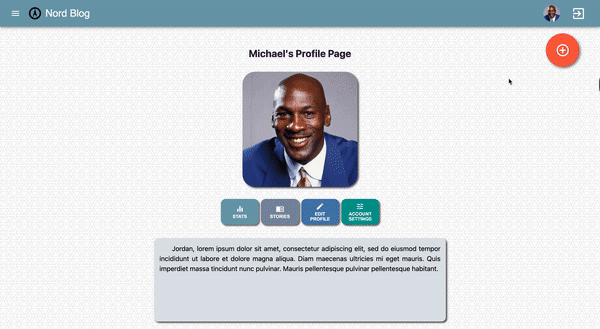 Nord Blog
Michael's Profile Page
STATS
STORIES
EDIT
PROFILE
ACCOUNT
SETTINGS
Jordan, lorem ipsum dolor sit amet, consectetur adipiscing elit, sed do eiusmod tempor
incididunt ut labore et dolore magna aliqua. Diam maecenas ultricies mi eget mauris. Quis
imperdiet massa tincidunt nunc pulvinar. Mauris pellentesque pulvinar pellentesque habitant.